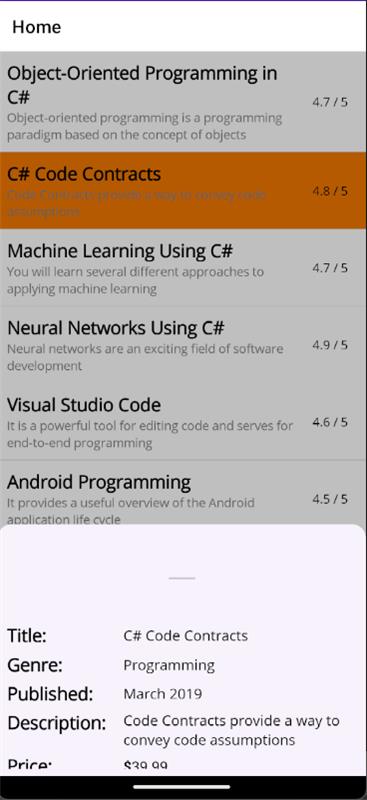 Home
Object-Oriented Programming in
C#
4.7 / 5
Object-oriented programming is a programming
paradigm based on the concept of objects
C# Code Contracts
4.8 / 5
Code Contracts provide a way to convey code
assumptions
Machine Learning Using C#
4.7 / 5
You will learn several different approaches to
applying machine learning
Neural Networks Using C#
4.9 / 5
Neural networks are an exciting field of software
development
Visual Studio Code
4.6 / 5
It is a powerful tool for editing code and serves for
end-to-end programming
Android Programming
4.5 / 5
It provides a useful overview of the Android
application life cycle
Title: C# Code Contracts
Genre: Programming
Published: March 2019
Description: Code Contracts provide a way to
convey code assumptions
Price: $39.99